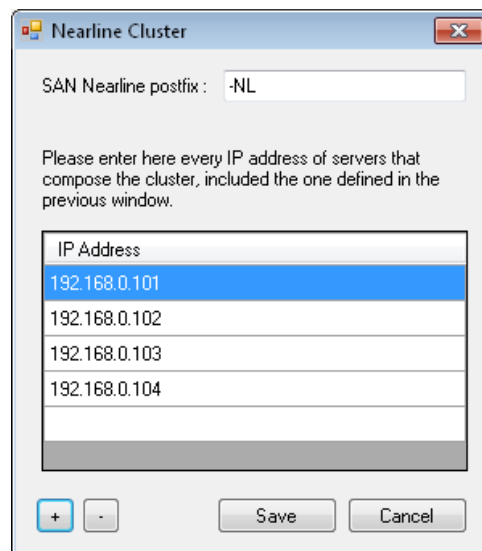 Nearline Cluster
SAN Nearline postfix : -NL
Please enter here every IP address of servers that
compose the cluster, included the one defined in the
previous window.
IP Address
192.168.0.101
192.168.0.102
192.168.0.103
192.168.0.104
+ - Save Cancel